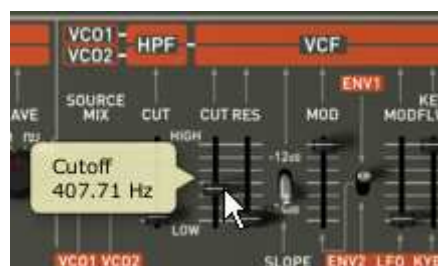 VCO1
VCO2
HPF
VCF
ENV1
SOURCE
MIX
CUT
CUT RES
MOD
HIGH
-12dB
Cutoff
407.71 Hz
LOW
VCO1 VCO2
SLOPE
ENV2
LFO